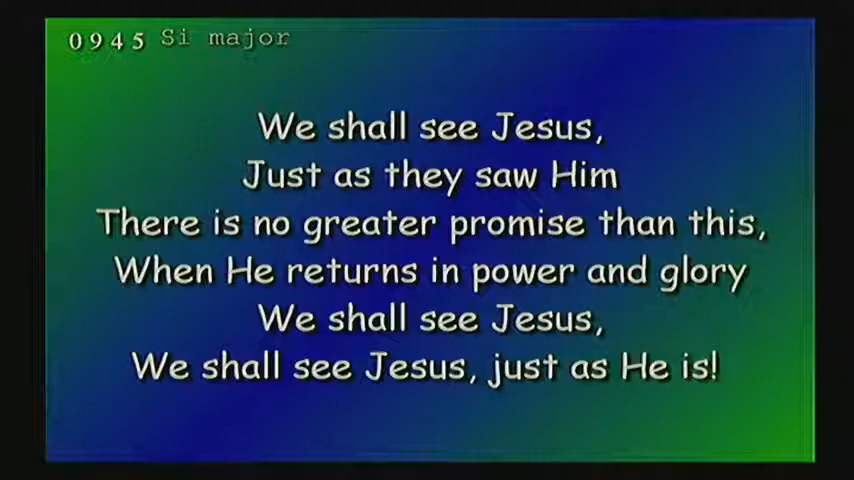 0945 Si major
We shall see Jesus,
Just as they saw Him
There is no greater promise than this,
When He returns in power and glory
We shall see Jesus,
We shall see Jesus, just as He is!